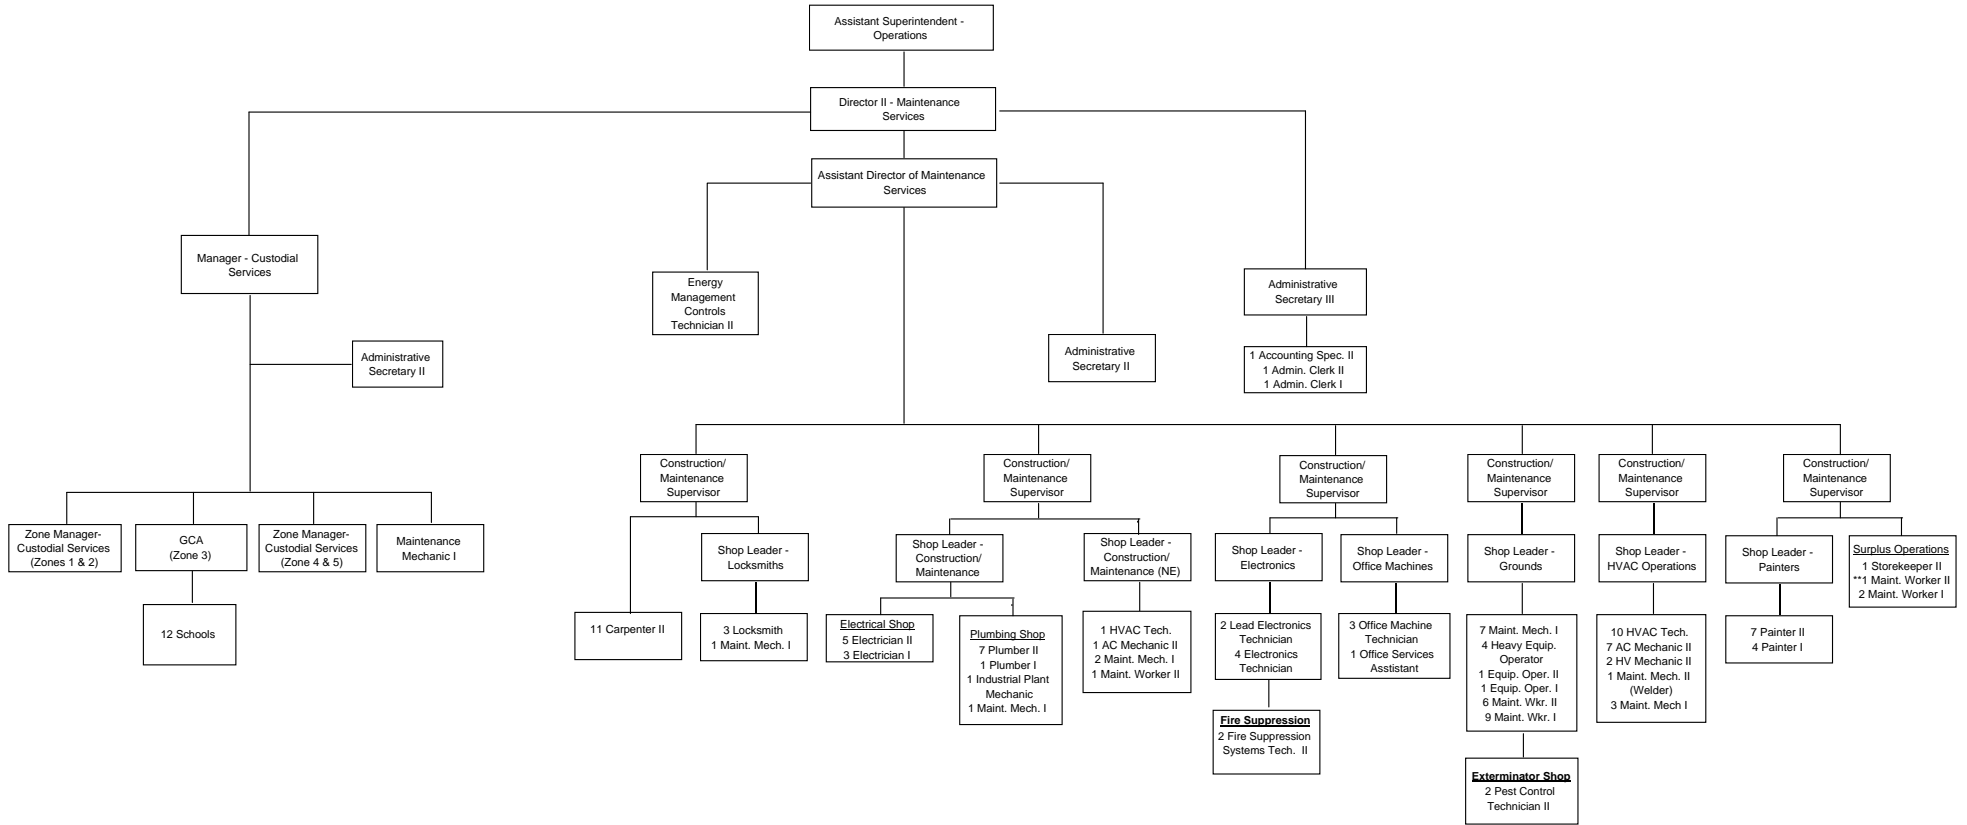 Assistant Superintendent -
Operations
Director II - Maintenance
Services
Assistant Director of Maintenance
Services
Manager - Custodial
Services
Energy
Management
Controls
Technician II
Administrative
Secretary III
Administrative
Secretary II
Administrative
Secretary II
1 Accounting Spec. II
1 Admin. Clerk II
1 Admin. Clerk I
Zone Manager-
Custodial Services
(Zones 1 & 2)
GCA
(Zone 3)
Zone Manager-
Custodial Services
(Zone 4 & 5)
Maintenance
Mechanic I
12 Schools
Construction/
Maintenance
Supervisor
Construction/
Maintenance
Supervisor
Construction/
Maintenance
Supervisor
Construction/
Maintenance
Supervisor
Construction/
Maintenance
Supervisor
Construction/
Maintenance
Supervisor
Shop Leader -
Locksmiths
Shop Leader -
Construction/
Maintenance
Shop Leader -
Construction/
Maintenance (NE)
Shop Leader -
Electronics
Shop Leader -
Office Machines
Shop Leader -
Grounds
Shop Leader -
HVAC Operations
Shop Leader -
Painters
Surplus Operations
1 Storekeeper II
**1 Maint. Worker II
2 Maint. Worker I
11 Carpenter II
3 Locksmith
1 Maint. Mech. I
Electrical Shop
5 Electrician II
3 Electrician I
Plumbing Shop
7 Plumber II
1 Plumber I
1 Industrial Plant
Mechanic
1 Maint. Mech. I
1 HVAC Tech.
1 AC Mechanic II
2 Maint. Mech. I
1 Maint. Worker II
2 Lead Electronics
Technician
4 Electronics
Technician
3 Office Machine
Technician
1 Office Services
Asstistant
7 Maint. Mech. I
4 Heavy Equip.
Operator
1 Equip. Oper. II
1 Equip. Oper. I
6 Maint. Wkr. II
9 Maint. Wkr. I
10 HVAC Tech.
7 AC Mechanic II
2 HV Mechanic II
1 Maint. Mech. II
(Welder)
3 Maint. Mech I
7 Painter II
4 Painter I
Fire Suppression
2 Fire Suppression
Systems Tech. II
Exterminator Shop
2 Pest Control
Technician II